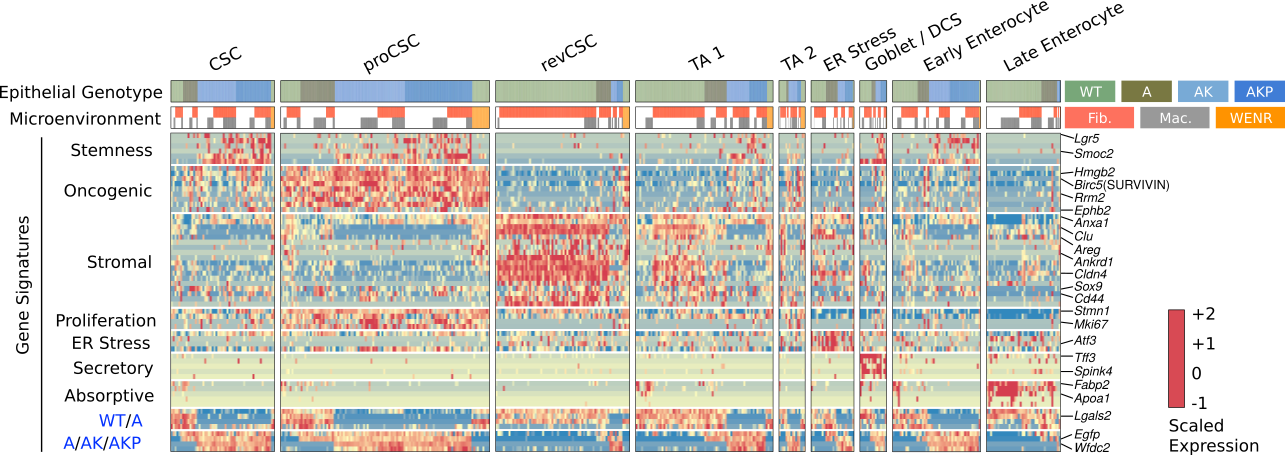 CSC
proCSC
revCSC
TA 1
TA 2
ER Stress
Goblet / DCS
Early Enterocyte
Late Enterocyte
Epithelial Genotype
WT
A
AK
AKP
Microenvironment
Fib.
Mac.
WENR
Gene Signatures
Stemness
Oncogenic
Stromal
Proliferation
ER Stress
Secretory
Absorptive
WT/A
A/AK/AKP
Lgr5
Smoc2
Hmgb2
Birc5(SURVIVIN)
Rrm2
Ephb2
Anxa1
Clu
Areg
Ankrd1
Cldn4
Sox9
Cd44
Stmn1
Mki67
Atf3
Tff3
Spink4
Fabp2
Apoa1
Lgals2
Egfp
Wfdc2
+2
+1
0
-1
Scaled
Expression